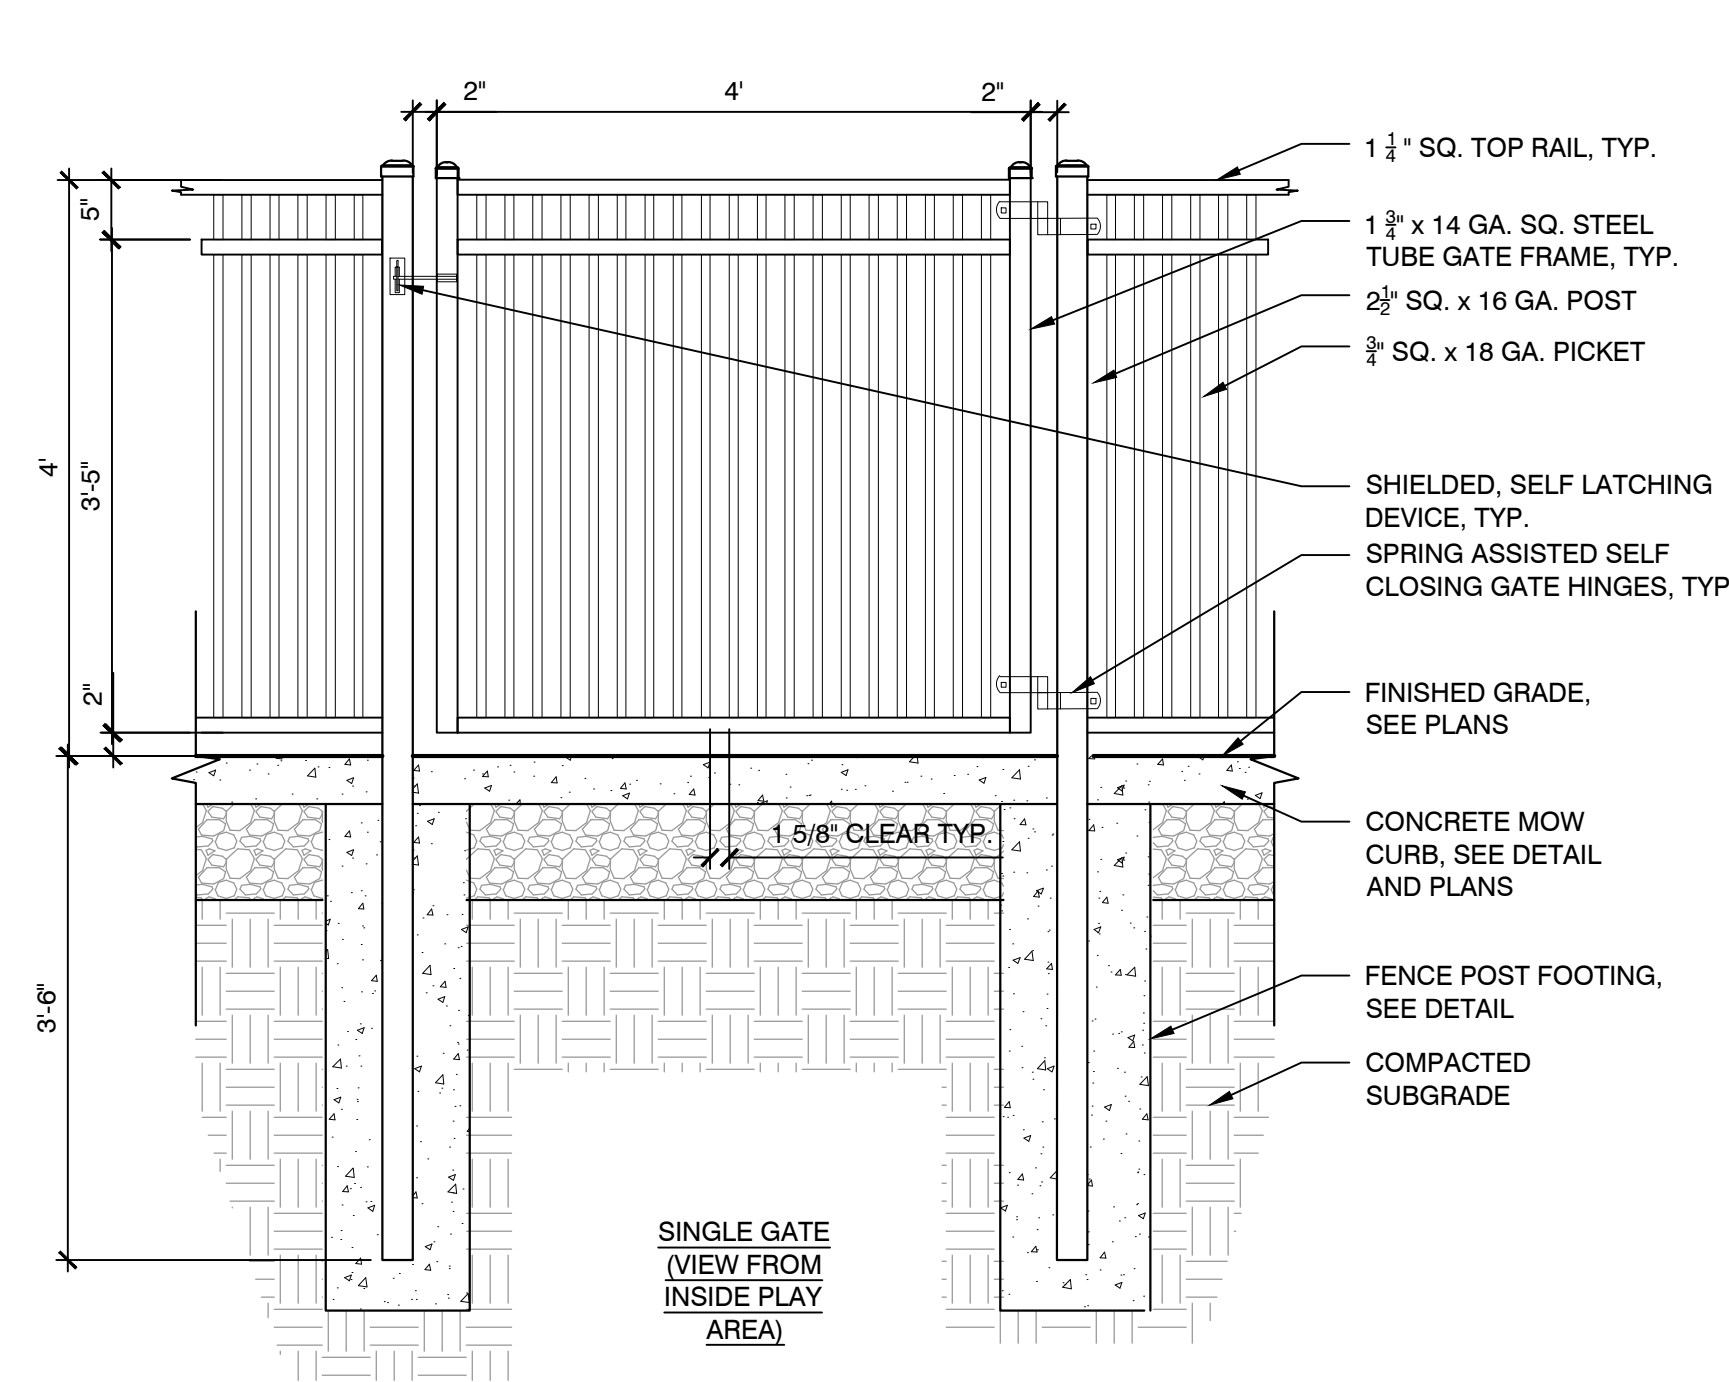 2"
4'
2"
1 1/4" SQ. TOP RAIL, TYP.
5"
1 3/4" x 14 GA. SQ. STEEL
TUBE GATE FRAME, TYP.
2 1/2" SQ. x 16 GA. POST
3/4" SQ. x 18 GA. PICKET
4'
3'-5"
SHIELDED, SELF LATCHING
DEVICE, TYP.
SPRING ASSISTED SELF
CLOSING GATE HINGES, TYP
2"
FINISHED GRADE,
SEE PLANS
1 5/8" CLEAR TYP.
CONCRETE MOW
CURB, SEE DETAIL
AND PLANS
3'-6"
FENCE POST FOOTING,
SEE DETAIL
COMPACTED
SUBGRADE
SINGLE GATE
(VIEW FROM
INSIDE PLAY
AREA)